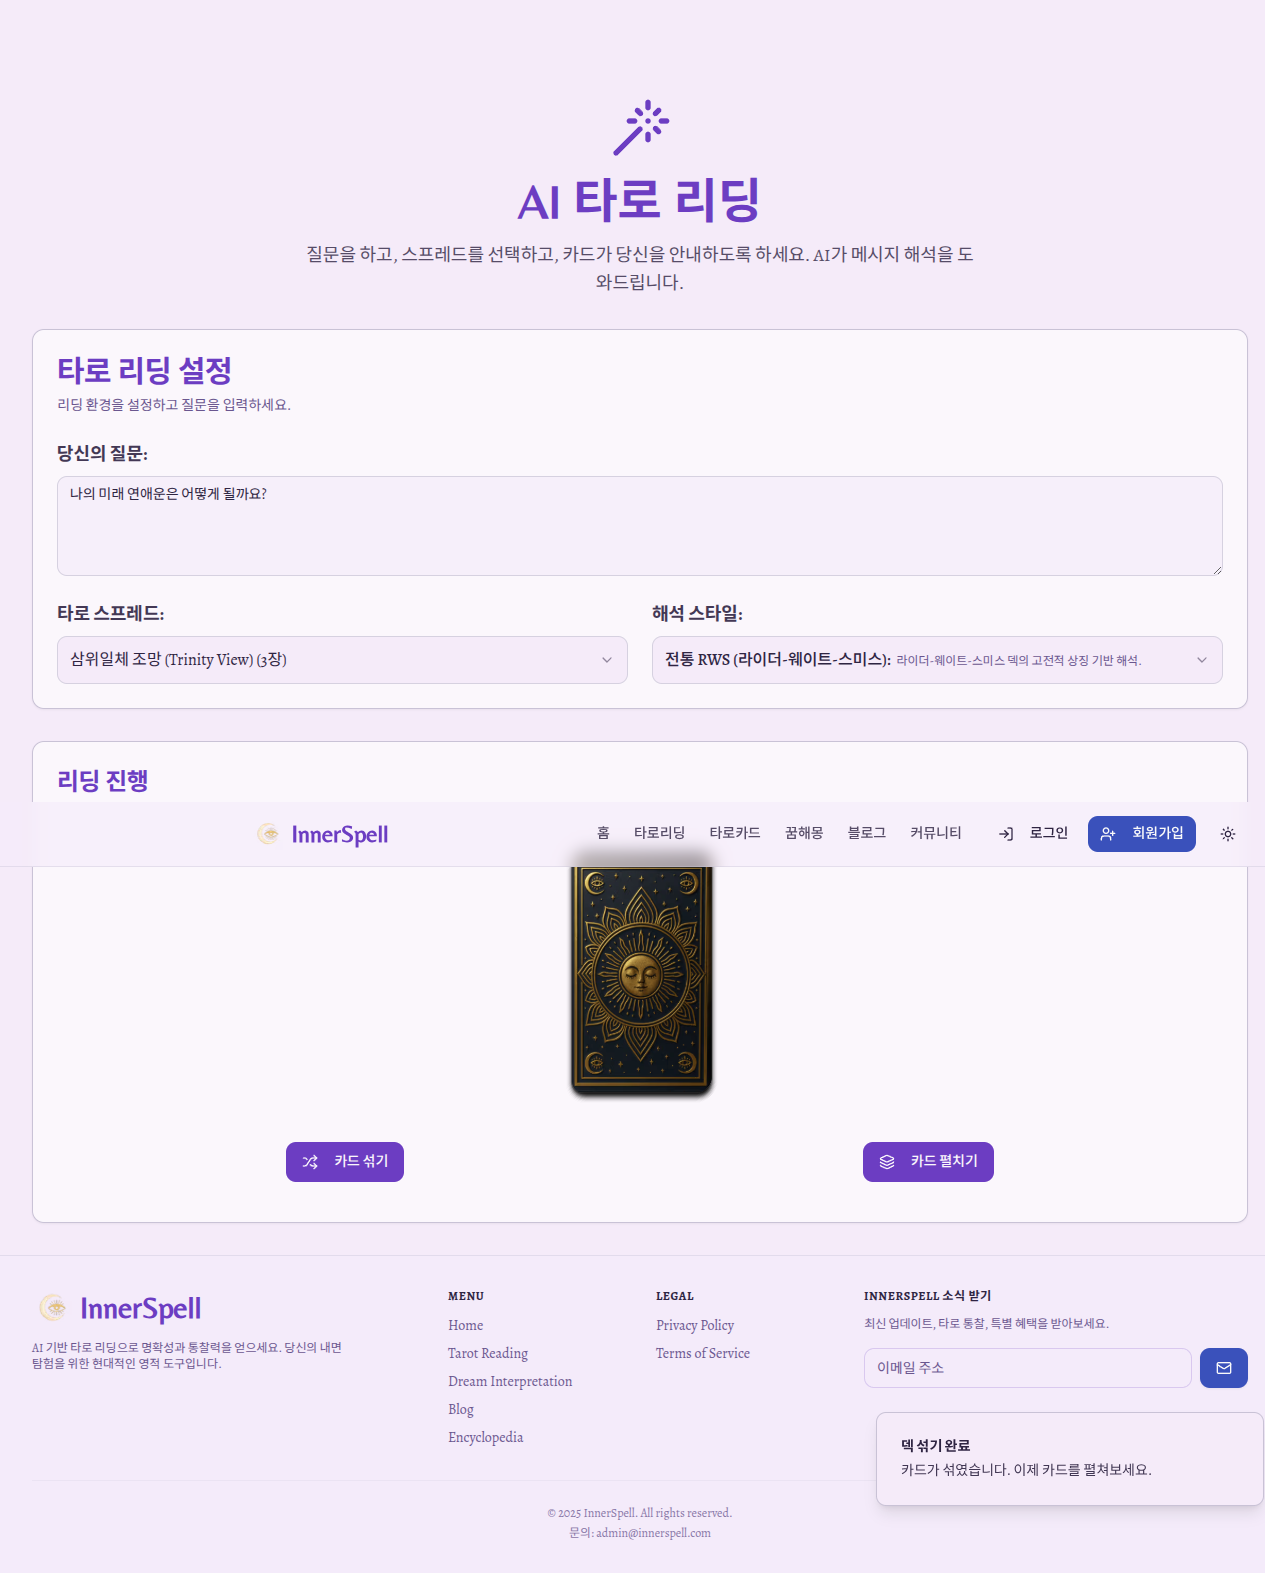 AI 타로 리딩
질문을 하고, 스프레드를 선택하고, 카드가 당신을 안내하도록 하세요. AI가 메시지 해석을 도
와드립니다.
타로 리딩 설정
리딩 환경을 설정하고 질문을 입력하세요.
당신의 질문:
나의 미래 연애운은 어떻게 될까요?
타로 스프레드:
해석 스타일:
삼위일체 조망 (Trinity View) (3장)
전통 RWS (라이더-웨이트-스미스): 라이더-웨이트-스미스 덱의 고전적 상징 기반 해석.
리딩 진행
InnerSpell
홈 타로리딩 타로카드 꿈해몽 블로그 커뮤니티 로그인 회원가입
카드 섞기
카드 펼치기
InnerSpell
AI 기반 타로 리딩으로 명확성과 통찰력을 얻으세요. 당신의 내면
탐험을 위한 현대적인 영적 도구입니다.
MENU
Home
Tarot Reading
Dream Interpretation
Blog
Encyclopedia
LEGAL
Privacy Policy
Terms of Service
INNERSPELL 소식 받기
최신 업데이트, 타로 통찰, 특별 혜택을 받아보세요.
이메일 주소
덱 섞기 완료
카드가 섞였습니다. 이제 카드를 펼쳐보세요.
© 2025 InnerSpell. All rights reserved.
문의: admin@innerspell.com